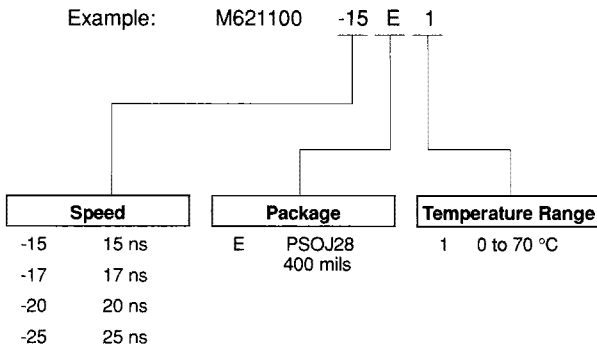 Example: M621100 -15 E 1
Speed Package Temperature Range
-15 15 ns E PSOJ28 1 0 to 70 °C
400 mils
-17 17 ns
-20 20 ns
-25 25 ns